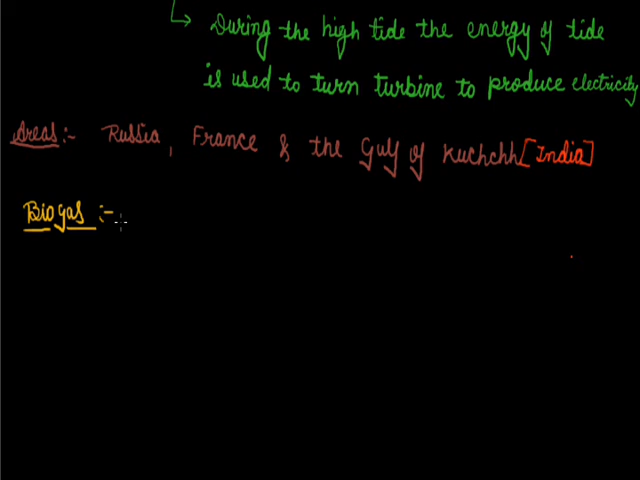 ↳ During the high tide the energy of tide
is used to turn turbine to produce electricity
Areas:- Russia, France & the Gulf of Kuchchh [India]
Biogas :-